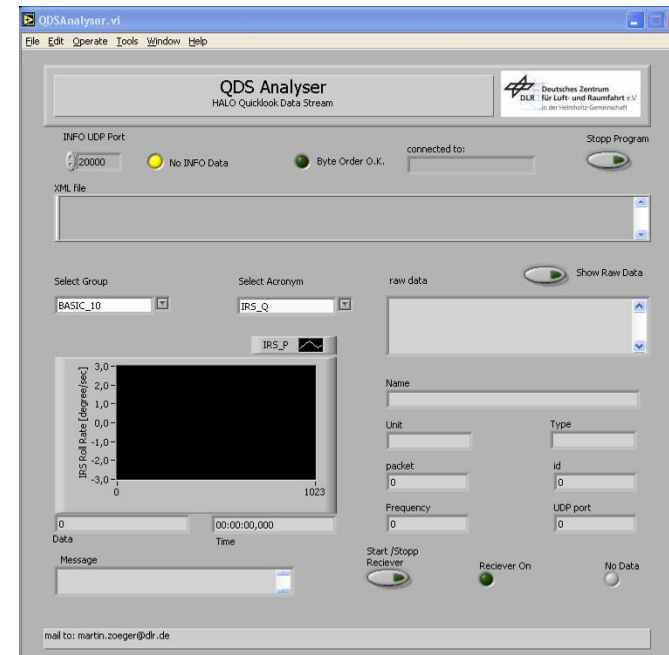 QDSAnalyser.vi
File Edit Operate Tools Window Help
QDS Analyser
HALO Quicklook Data Stream
DLR
Deutsches Zentrum
für Luft- und Raumfahrt e.V.
in der Helmholtz-Gemeinschaft
INFO UDP Port
20000
No INFO Data
Byte Order O.K.
connected to:
Stopp Program
XML file
Select Group
BASIC_10
Select Acronym
IRS_Q
raw data
Show Raw Data
IRS_P
IRS Roll Rate [degree/sec]
3,0
2,0
1,0
0,0
-1,0
-2,0
-3,0
0 1023
Name
Unit
Type
packet
0
id
0
Frequency
0
UDP port
0
0
Data
00:00:00,000
Time
Message
Start /Stopp
Reciever
Reciever On
No Data
mail to: martin.zoeger@dlr.de